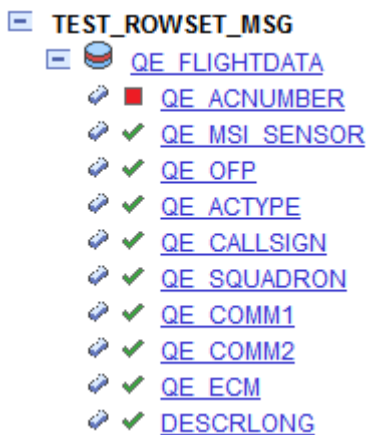 TEST_ROWSET_MSG
QE_FLIGHTDATA
QE_ACNUMBER
QE_MSI_SENSOR
QE_OFP
QE_ACTYPE
QE_CALLSIGN
QE_SQUADRON
QE_COMM1
QE_COMM2
QE_ECM
DESCRLONG